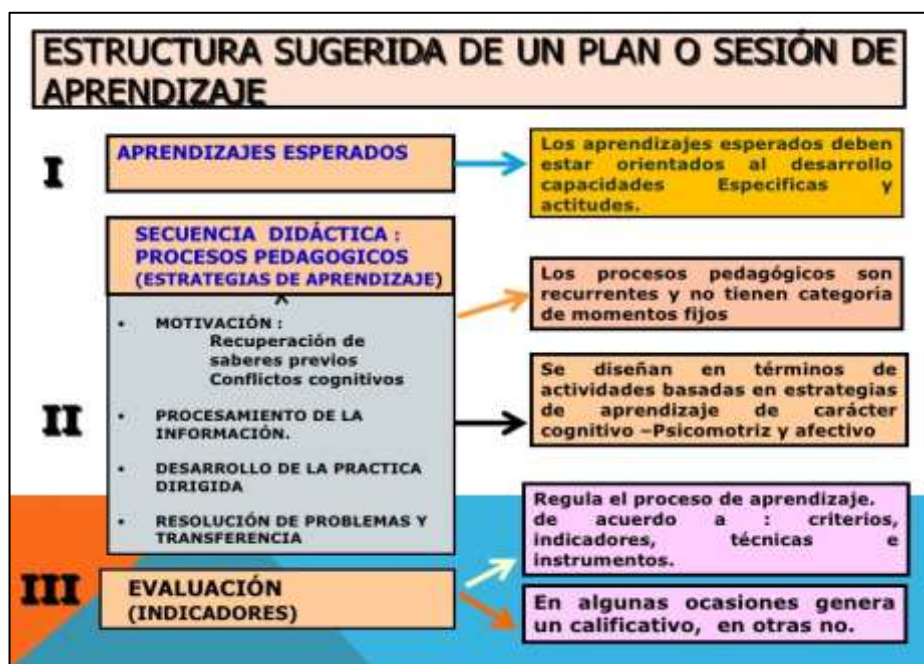 ESTRUCTURA SUGERIDA DE UN PLAN O SESIÓN DE
APRENDIZAJE
I
APRENDIZAJES ESPERADOS
Los aprendizajes esperados deben
estar orientados al desarrollo
capacidades Especificas y
actitudes.
II
SECUENCIA DIDÁCTICA :
PROCESOS PEDAGOGICOS
(ESTRATEGIAS DE APRENDIZAJE)
• MOTIVACIÓN :
Recuperación de
saberes previos
Conflictos cognitivos
• PROCESAMIENTO DE LA
INFORMACIÓN.
• DESARROLLO DE LA PRACTICA
DIRIGIDA
• RESOLUCIÓN DE PROBLEMAS Y
TRANSFERENCIA
Los procesos pedagógicos son
recurrentes y no tienen categoría
de momentos fijos
Se diseñan en términos de
actividades basadas en estrategias
de aprendizaje de carácter
cognitivo –Psicomotriz y afectivo
III
EVALUACIÓN
(INDICADORES)
Regula el proceso de aprendizaje.
de acuerdo a : criterios,
indicadores, técnicas e
instrumentos.
En algunas ocasiones genera
un calificativo, en otras no.